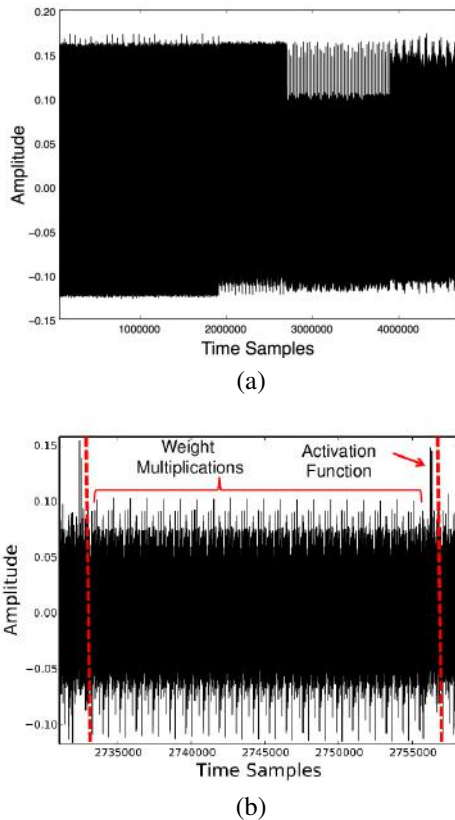 0.20
0.15
0.10
0.05
0.00
−0.05
−0.10
−0.15
Amplitude
1000000 2000000 3000000 4000000
Time Samples
(a)
0.15
0.10
0.05
0.00
−0.05
−0.10
Amplitude
Weight
Multiplications
Activation
Function
2735000 2740000 2745000 2750000 2755000
Time Samples
(b)